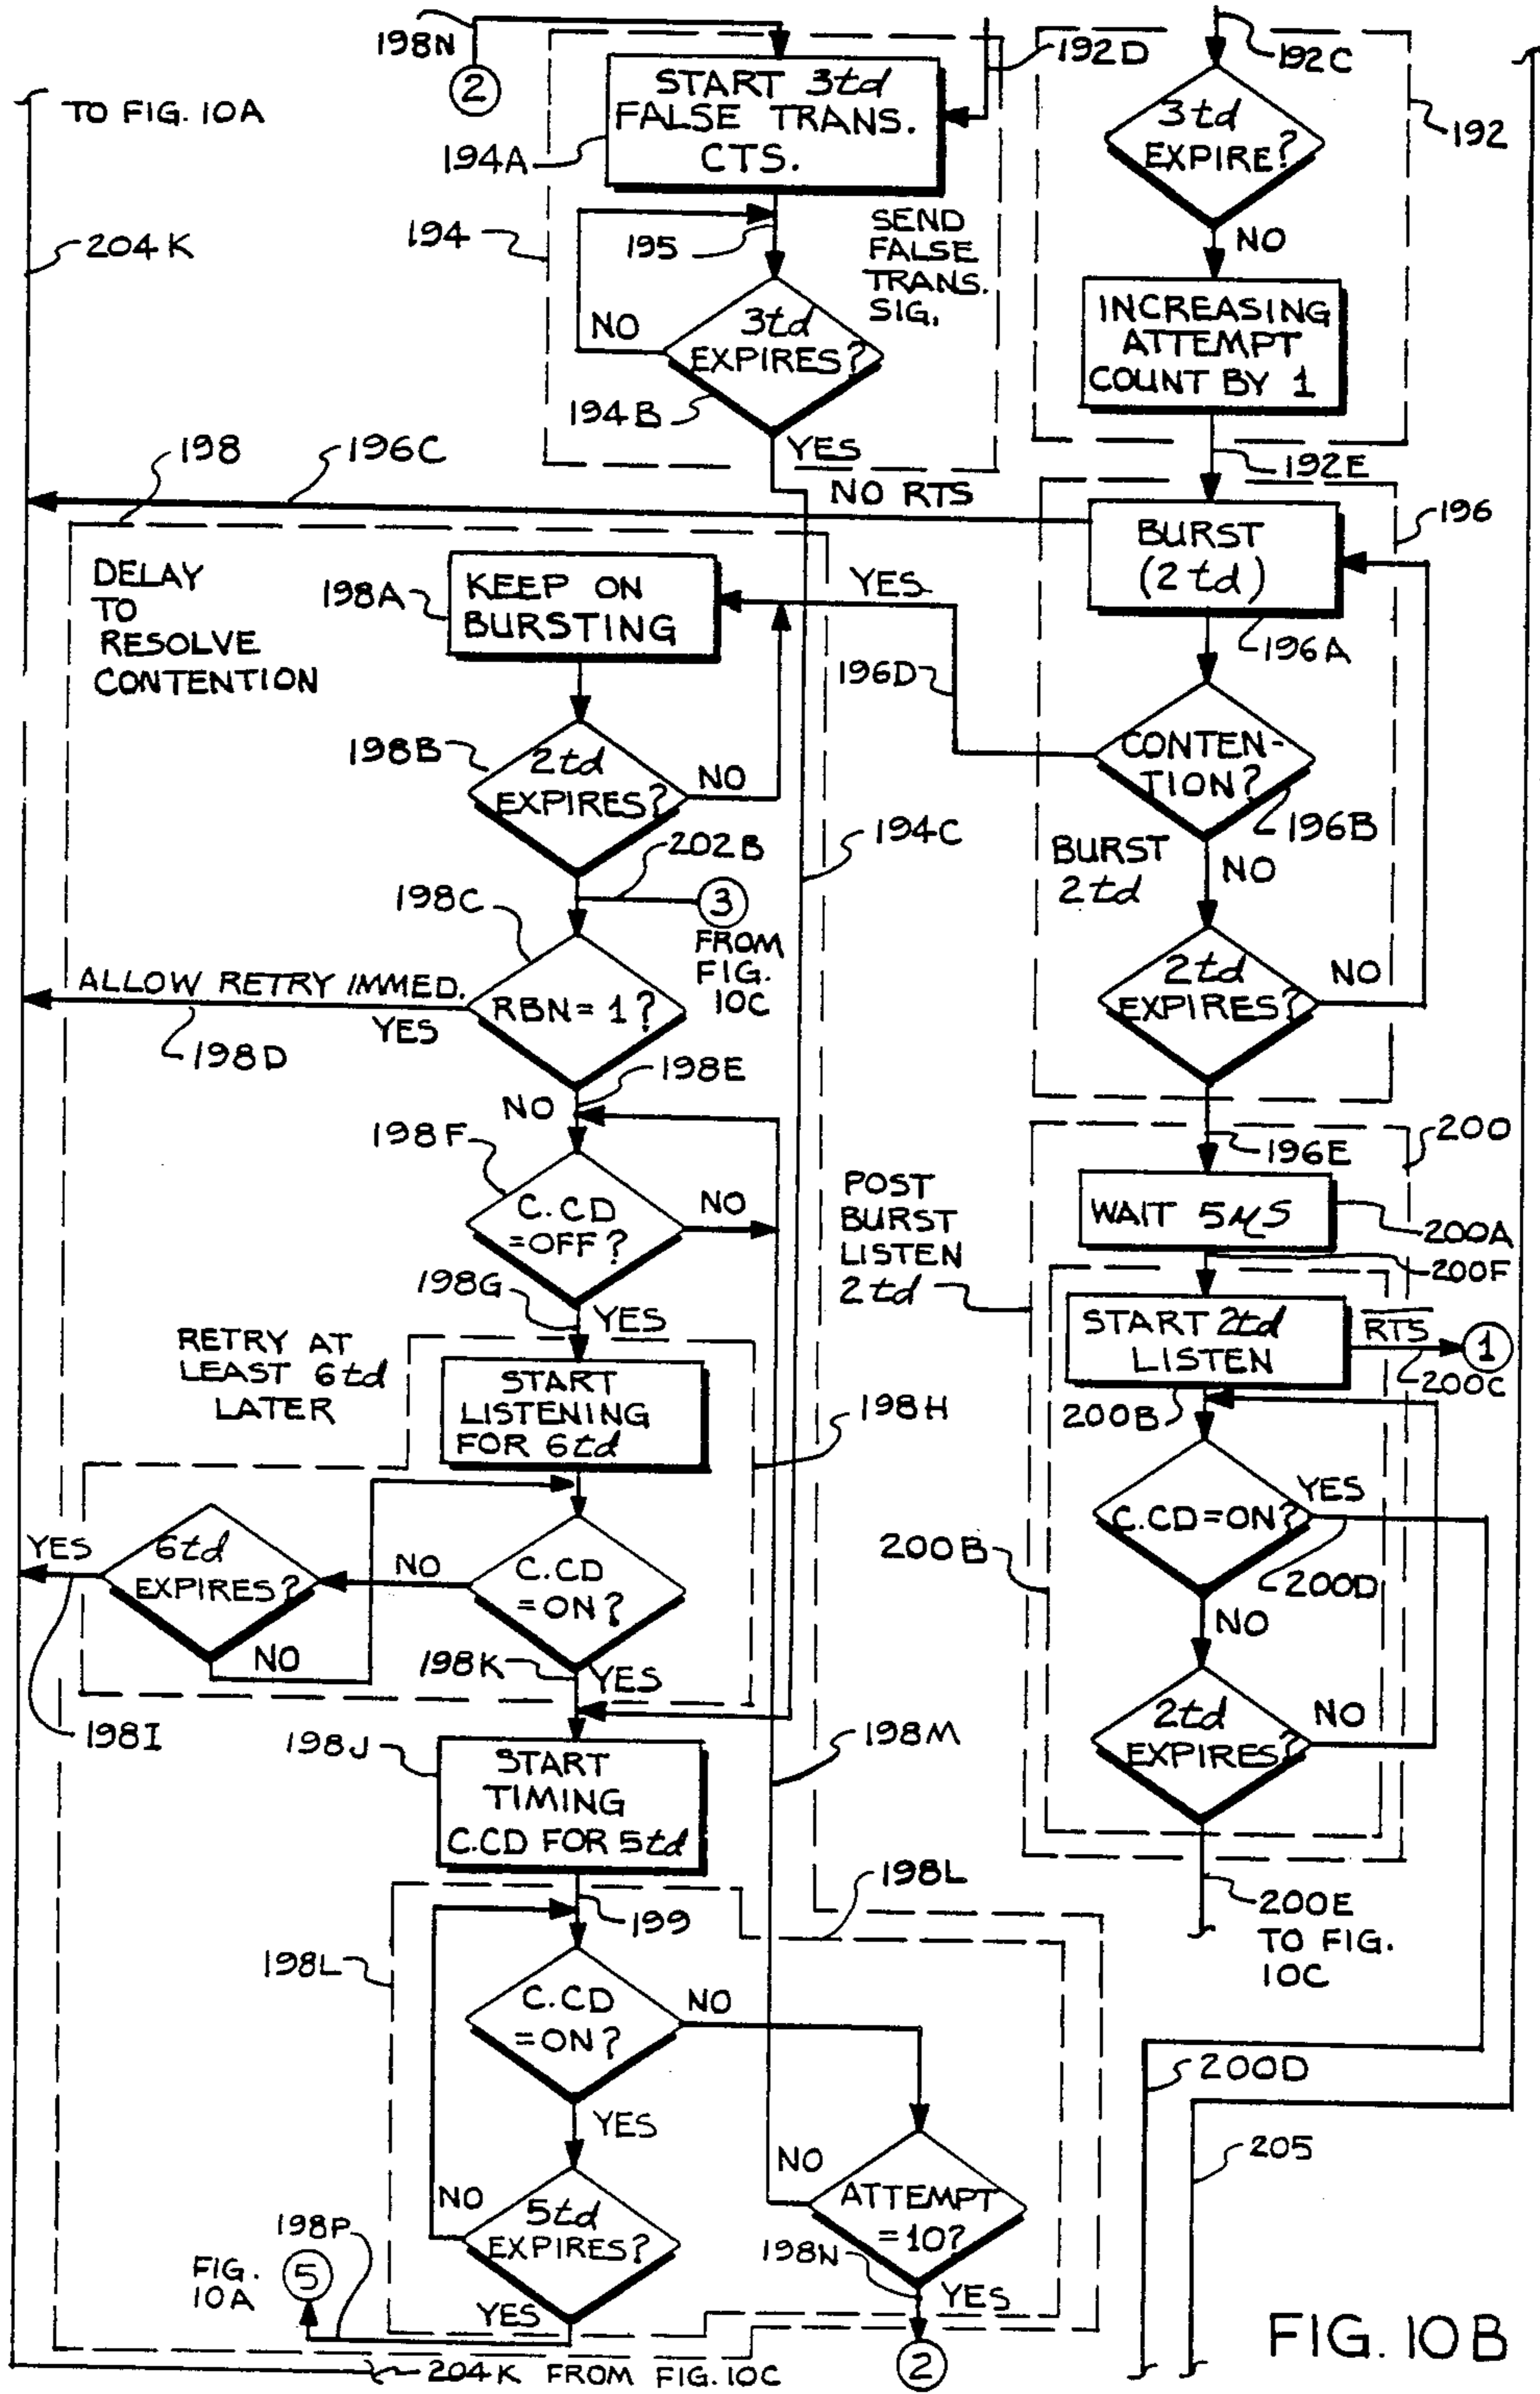 198N
2
TO FIG. 10A
START 3td
FALSE TRANS.
CTS.
194A
192D
192C
3td
EXPIRE?
192
NO
204K
194
195
SEND
FALSE
TRANS.
SIG.
NO
3td
EXPIRES?
194B
YES
INCREASING
ATTEMPT
COUNT BY 1
192E
198
196C
NO RTS
BURST
(2td)
196
196A
DELAY
TO
RESOLVE
CONTENTION
198A
KEEP ON
BURSTING
YES
196D
CONTEN-
TION?
196B
BURST
2td
NO
198B
2td
EXPIRES?
NO
202B
194C
198C
3
FROM
FIG.
10C
ALLOW RETRY IMMED.
YES
198D
RBN=1?
198E
NO
2td
EXPIRES?
NO
196E
200
198F
C.CD
=OFF?
NO
198G
YES
POST
BURST
LISTEN
2td
WAIT 5µS
200A
200F
START 2td
LISTEN
RTS
1
200C
200B
RETRY AT
LEAST 6td
LATER
START
LISTENING
FOR 6td
198H
YES
6td
EXPIRES?
NO
NO
C.CD
=ON?
198K
YES
198I
C.CD=ON?
YES
200B
200D
NO
2td
EXPIRES?
NO
198J
START
TIMING
C.CD FOR 5td
198M
198L
199
200E
TO FIG.
10C
198L
C.CD
=ON?
NO
YES
200D
205
NO
5td
EXPIRES?
YES
NO
ATTEMPT
=10?
198N
YES
2
198P
FIG.
10A
5
204K FROM FIG.10C
FIG. 10B